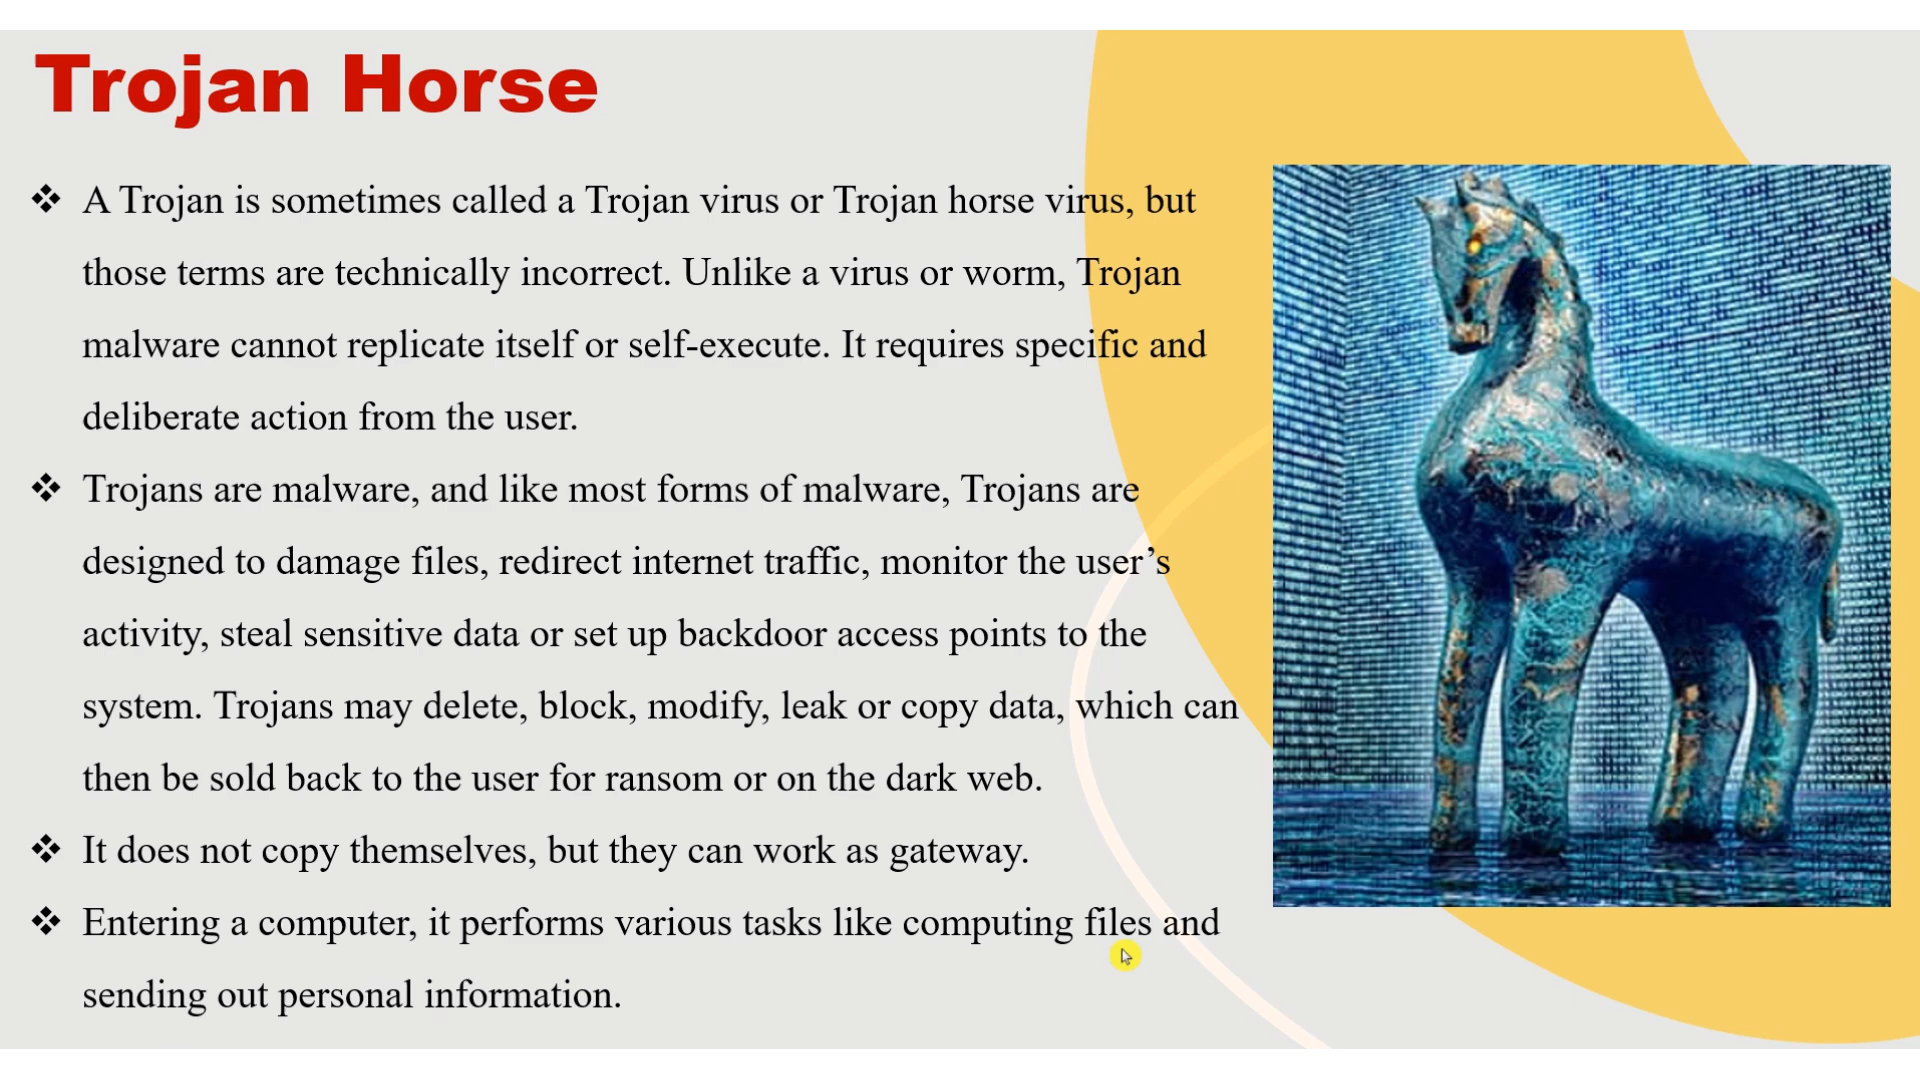 Trojan Horse
❖ A Trojan is sometimes called a Trojan virus or Trojan horse virus, but
those terms are technically incorrect. Unlike a virus or worm, Trojan
malware cannot replicate itself or self-execute. It requires specific and
deliberate action from the user.
❖ Trojans are malware, and like most forms of malware, Trojans are
designed to damage files, redirect internet traffic, monitor the user’s
activity, steal sensitive data or set up backdoor access points to the
system. Trojans may delete, block, modify, leak or copy data, which can
then be sold back to the user for ransom or on the dark web.
❖ It does not copy themselves, but they can work as gateway.
❖ Entering a computer, it performs various tasks like computing files and
sending out personal information.